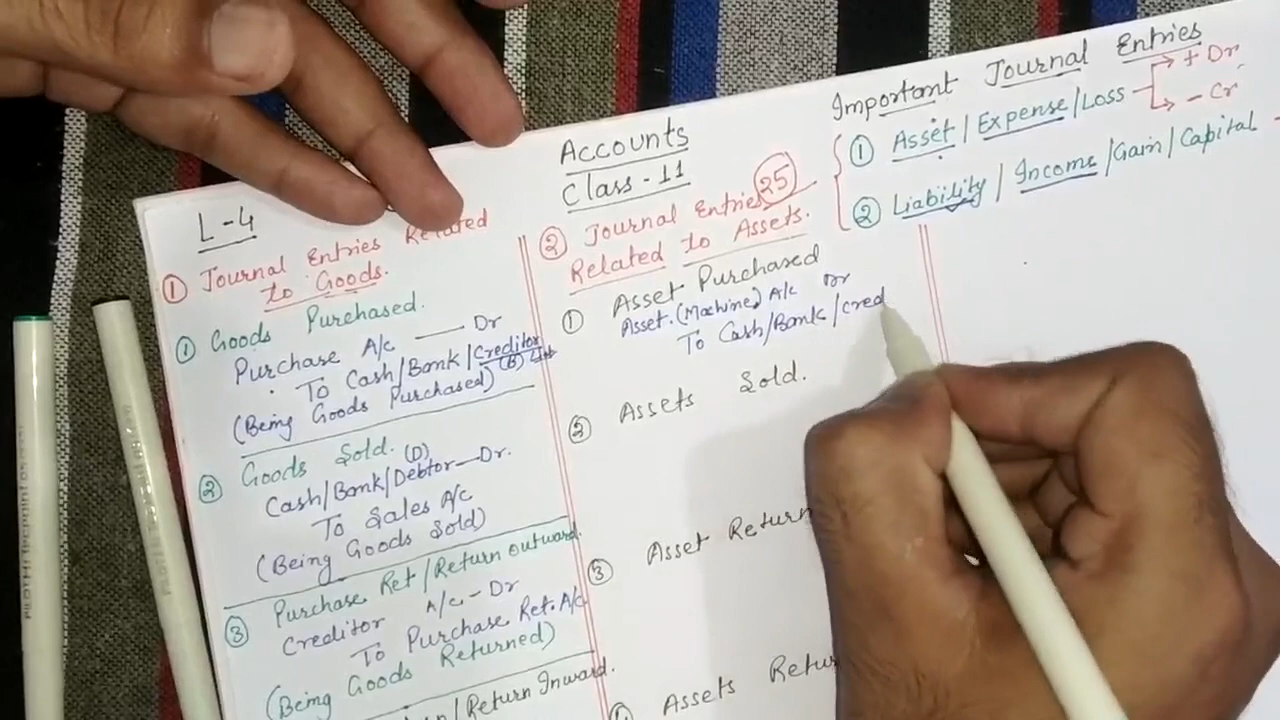 Accounts
Class-11
L-4
① Journal Entries Related
to Goods.
① Goods Purchased.
Purchase A/c —— Dr
To Cash/Bank/Creditor
(Being Goods Purchased) (B)
② Goods Sold. (D)
Cash/Bank/Debtor—Dr.
To Sales A/c
(Being Goods Sold)
③ Purchase Ret/Return outward.
Creditor A/c - Dr
To Purchase Ret. A/c
(Being Goods Returned)
/Return Inward.
② Journal Entries 25
Related to Assets.
① Asset Purchased
Asset.(Machine) A/c Dr
To Cash/Bank/cred
② Assets Sold.
③ Asset Return
Assets Retur
Important Journal Entries
① Asset/Expense/Loss → + Dr
→ - Cr
② Liability/Income/Gain/Capital